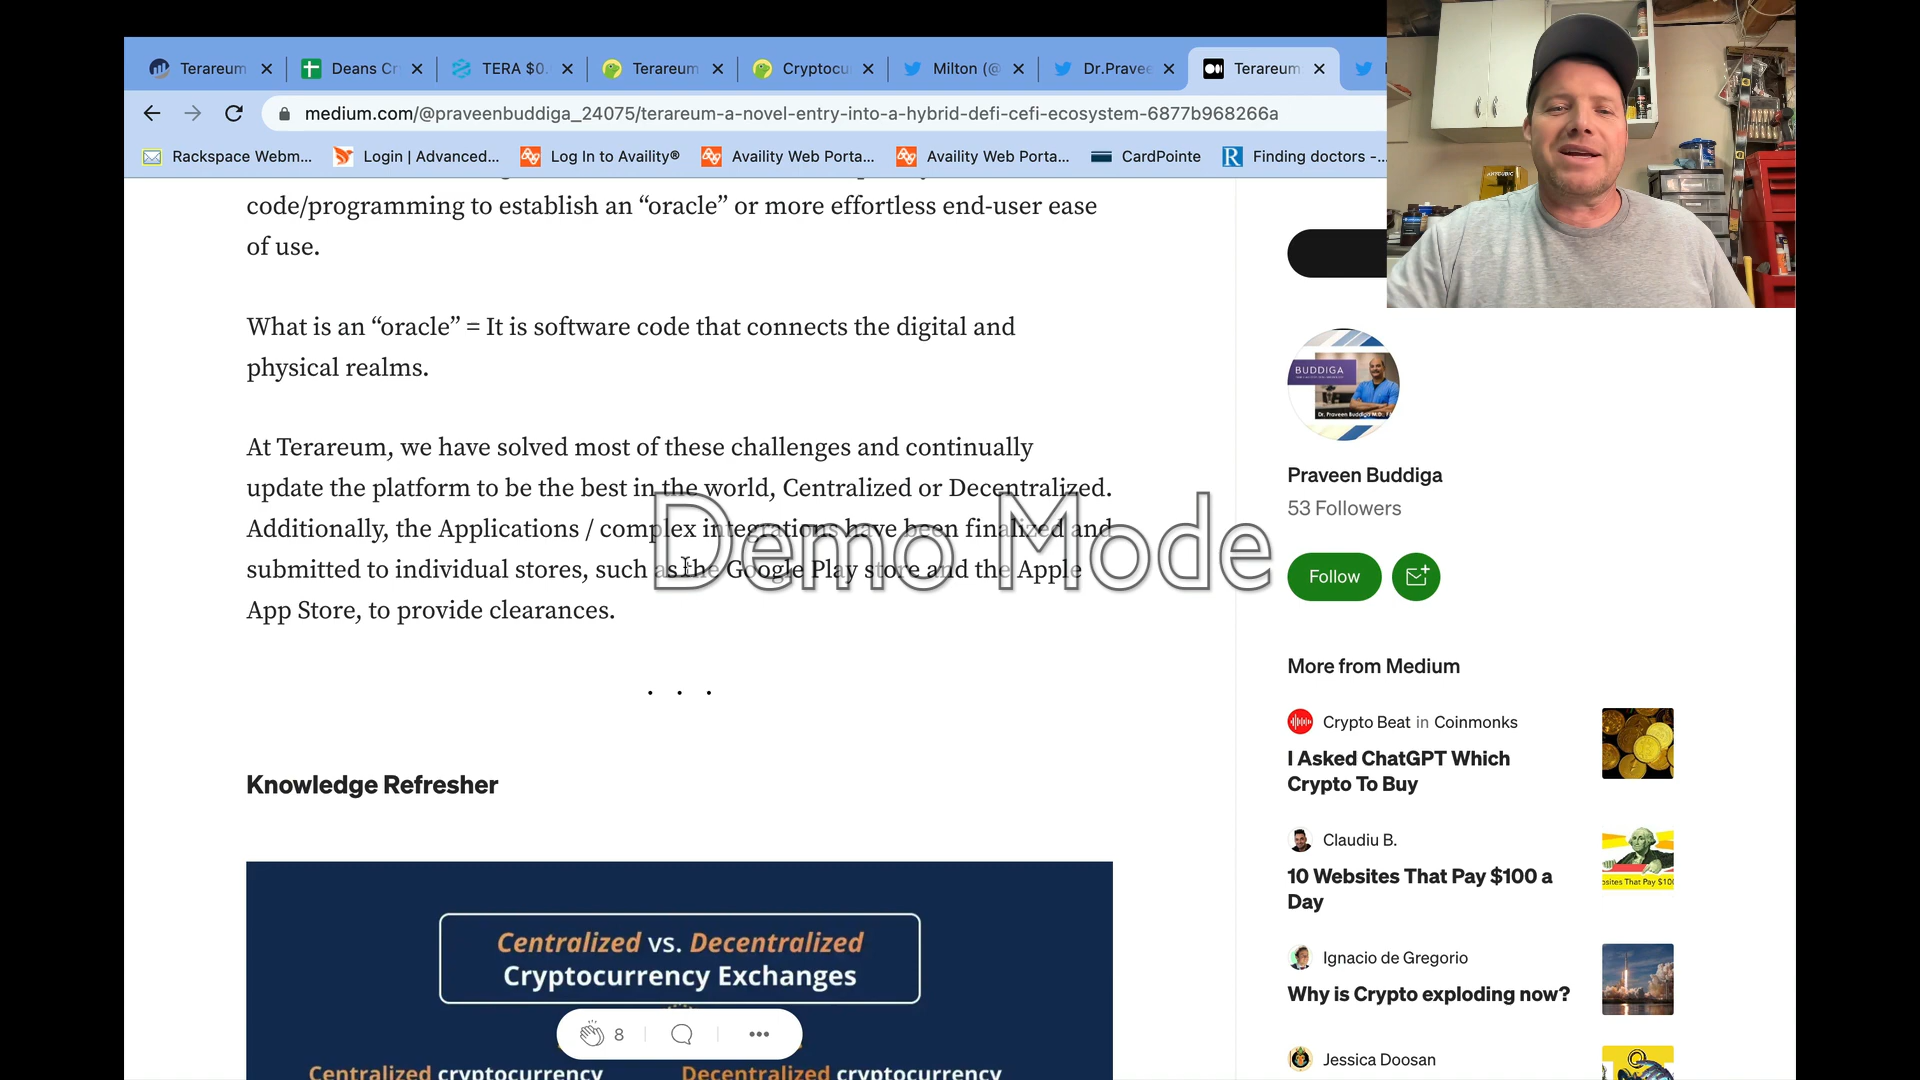 Terareum
Deans Cr
TERA $0.
Terareum
Cryptocu
Milton (@
Dr.Pravee
Terareum
medium.com/@praveenbuddiga_24075/terareum-a-novel-entry-into-a-hybrid-defi-cefi-ecosystem-6877b968266a
Rackspace Webm...
Login | Advanced...
Log In to Availity®
Availity Web Porta...
Availity Web Porta...
CardPointe
Finding doctors -...
code/programming to establish an “oracle” or more effortless end-user ease
of use.
What is an “oracle” = It is software code that connects the digital and
physical realms.
At Terareum, we have solved most of these challenges and continually
update the platform to be the best in the world, Centralized or Decentralized.
Additionally, the Applications / complex integrations have been finalized and
submitted to individual stores, such as the Google Play store and the Apple
App Store, to provide clearances.
Demo Mode
. . .
Knowledge Refresher
Centralized vs. Decentralized
Cryptocurrency Exchanges
8
Centralized cryptocurrency
Decentralized cryptocurrency
BUDDIGA
Dr. Praveen Buddiga M.D.
Praveen Buddiga
53 Followers
Follow
More from Medium
Crypto Beat in Coinmonks
I Asked ChatGPT Which
Crypto To Buy
Claudiu B.
10 Websites That Pay $100 a
Day
Ignacio de Gregorio
Why is Crypto exploding now?
Jessica Doosan